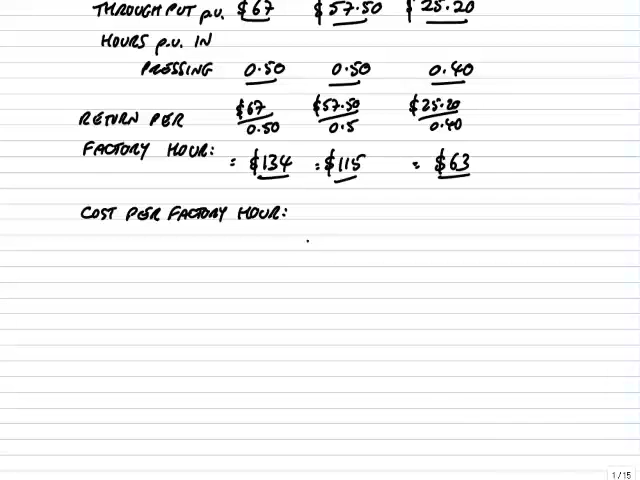 THROUGHPUT p.u. $67 $57.50 $25.20
HOURS p.u. IN
PRESSING 0.50 0.50 0.40
$67 $57.50 $25.20
RETURN PER 0.50 0.5 0.40
FACTORY HOUR:
= $134 = $115 = $63
COST PER FACTORY HOUR:
1 / 15